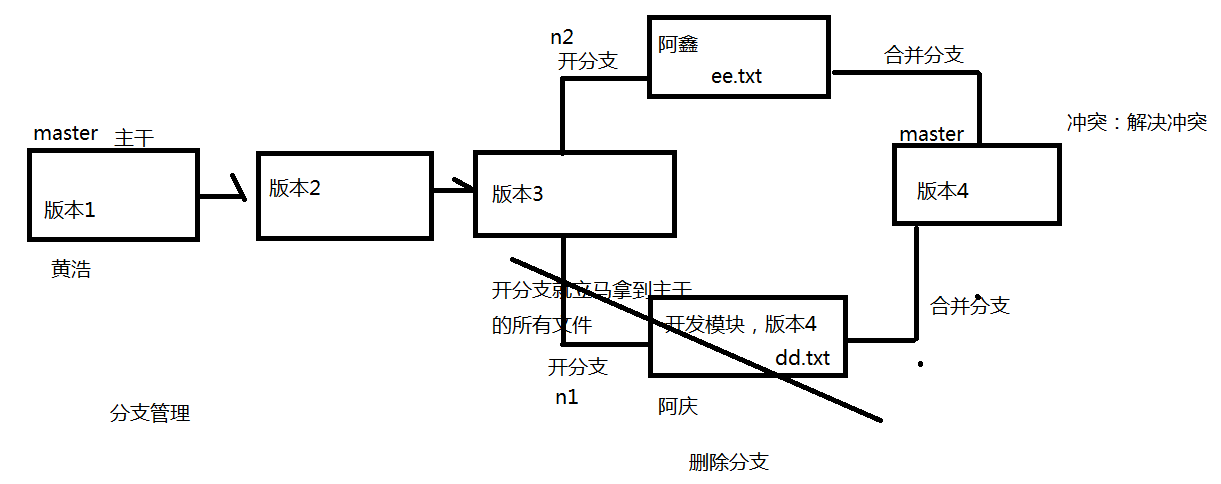 n2
开分支
阿鑫
ee.txt
合并分支
master 主干
版本1
黄浩
版本2
版本3
master
版本4
冲突：解决冲突
开分支就立马拿到主干
的所有文件
开分支
n1
开发模块，版本4
dd.txt
阿庆
合并分支
分支管理
删除分支